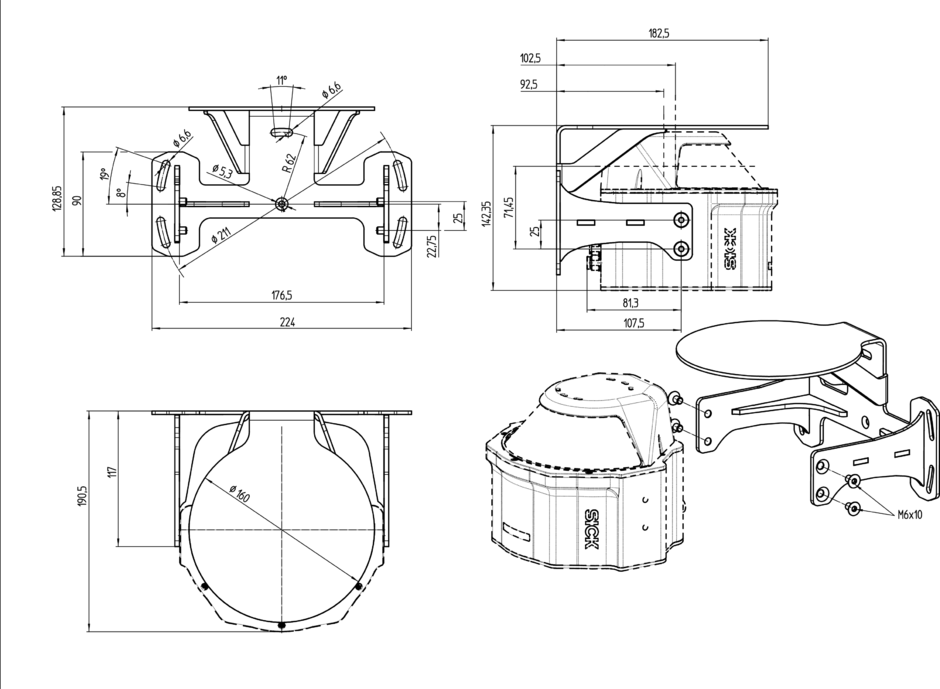 11°
Ø 6,6
Ø 6,6
R 62
Ø 5,3
19°
8°
128,85
90
Ø 211
25
22,75
176,5
224
182,5
102,5
92,5
142,35
71,45
25
SICK
81,3
107,5
190,5
117
Ø 160
SICK
M6x10